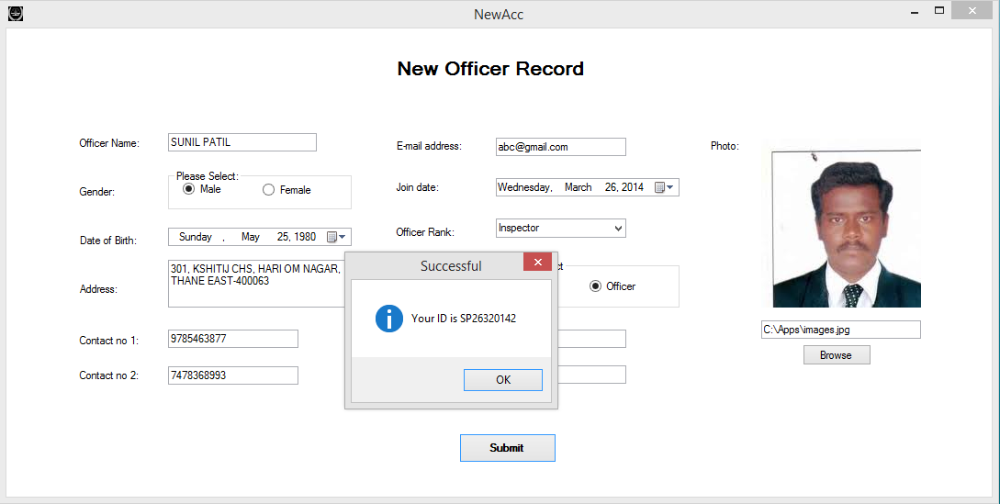 NewAcc
New Officer Record
Officer Name:
SUNIL PATIL
Please Select:
Gender:
Male
Female
Date of Birth:
Sunday , May 25, 1980
Address:
301, KSHITIJ CHS, HARI OM NAGAR,
THANE EAST-400063
Contact no 1:
9785463877
Contact no 2:
7478368993
E-mail address:
abc@gmail.com
Join date:
Wednesday, March 26, 2014
Officer Rank:
Inspector
Officer
Photo:
C:\Apps\images.jpg
Browse
Successful
Your ID is SP26320142
OK
Submit